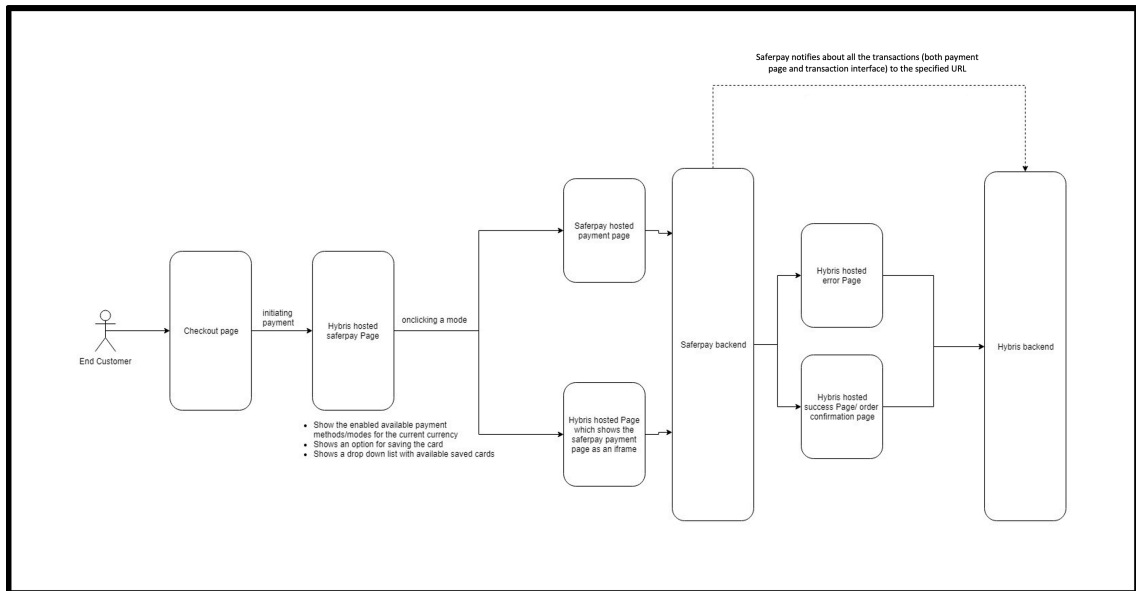 Saferpay notifies about all the transactions (both payment
page and transaction interface) to the specified URL
End Customer
Checkout page
initiating
payment
Hybris hosted
saferpay Page
• Show the enabled available payment
methods/modes for the current currency
• Shows an option for saving the card
• Shows a drop down list with available saved cards
onclicking a mode
Saferpay hosted
payment page
Hybris hosted Page
which shows the
saferpay payment
page as an iframe
Saferpay backend
Hybris hosted
error Page
Hybris hosted
success Page/ order
confirmation page
Hybris backend